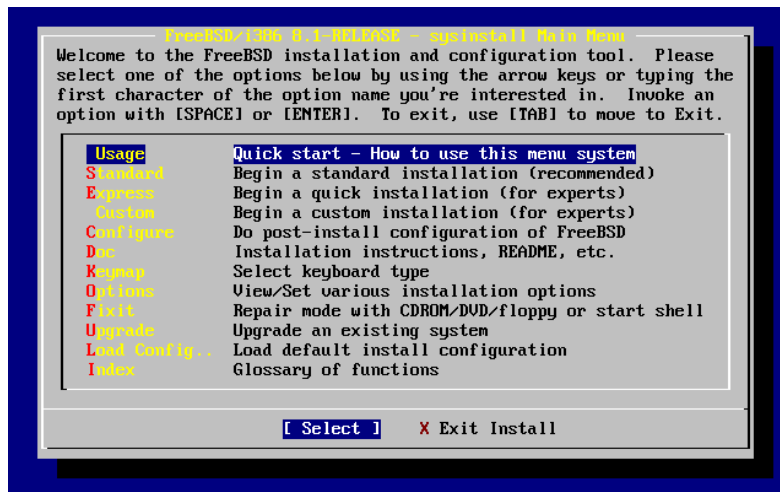 FreeBSD/i386 8.1-RELEASE - sysinstall Main Menu
Welcome to the FreeBSD installation and configuration tool.  Please
select one of the options below by using the arrow keys or typing the
first character of the option name you're interested in.  Invoke an
option with [SPACE] or [ENTER].  To exit, use [TAB] to move to Exit.
Usage Quick start - How to use this menu system
Standard Begin a standard installation (recommended)
Express Begin a quick installation (for experts)
Custom Begin a custom installation (for experts)
Configure Do post-install configuration of FreeBSD
Doc Installation instructions, README, etc.
Keymap Select keyboard type
Options View/Set various installation options
Fixit Repair mode with CDROM/DVD/floppy or start shell
Upgrade Upgrade an existing system
Load Config.. Load default install configuration
Index Glossary of functions
[ Select ] X Exit Install